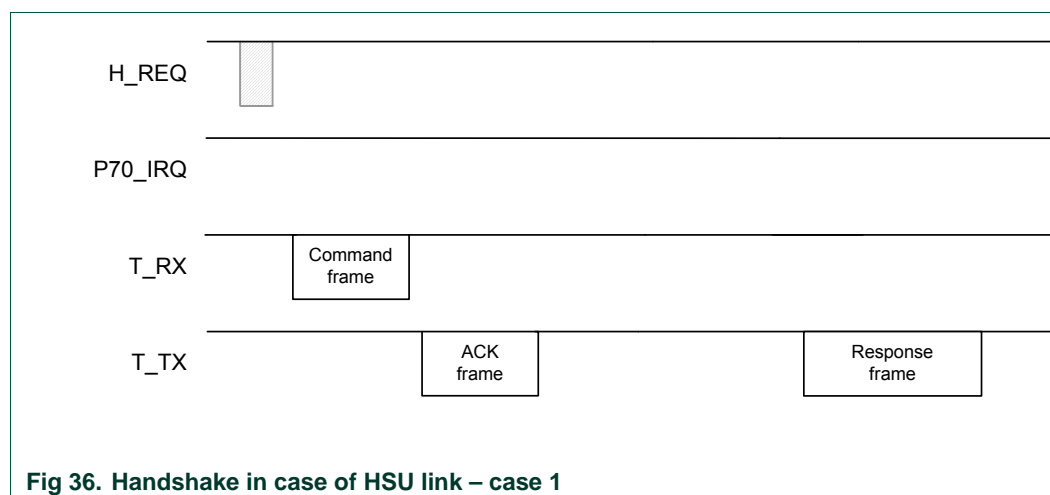 H_REQ
P70_IRQ
T_RX
Command
frame
T_TX
ACK
frame
Response
frame
Fig 36. Handshake in case of HSU link – case 1